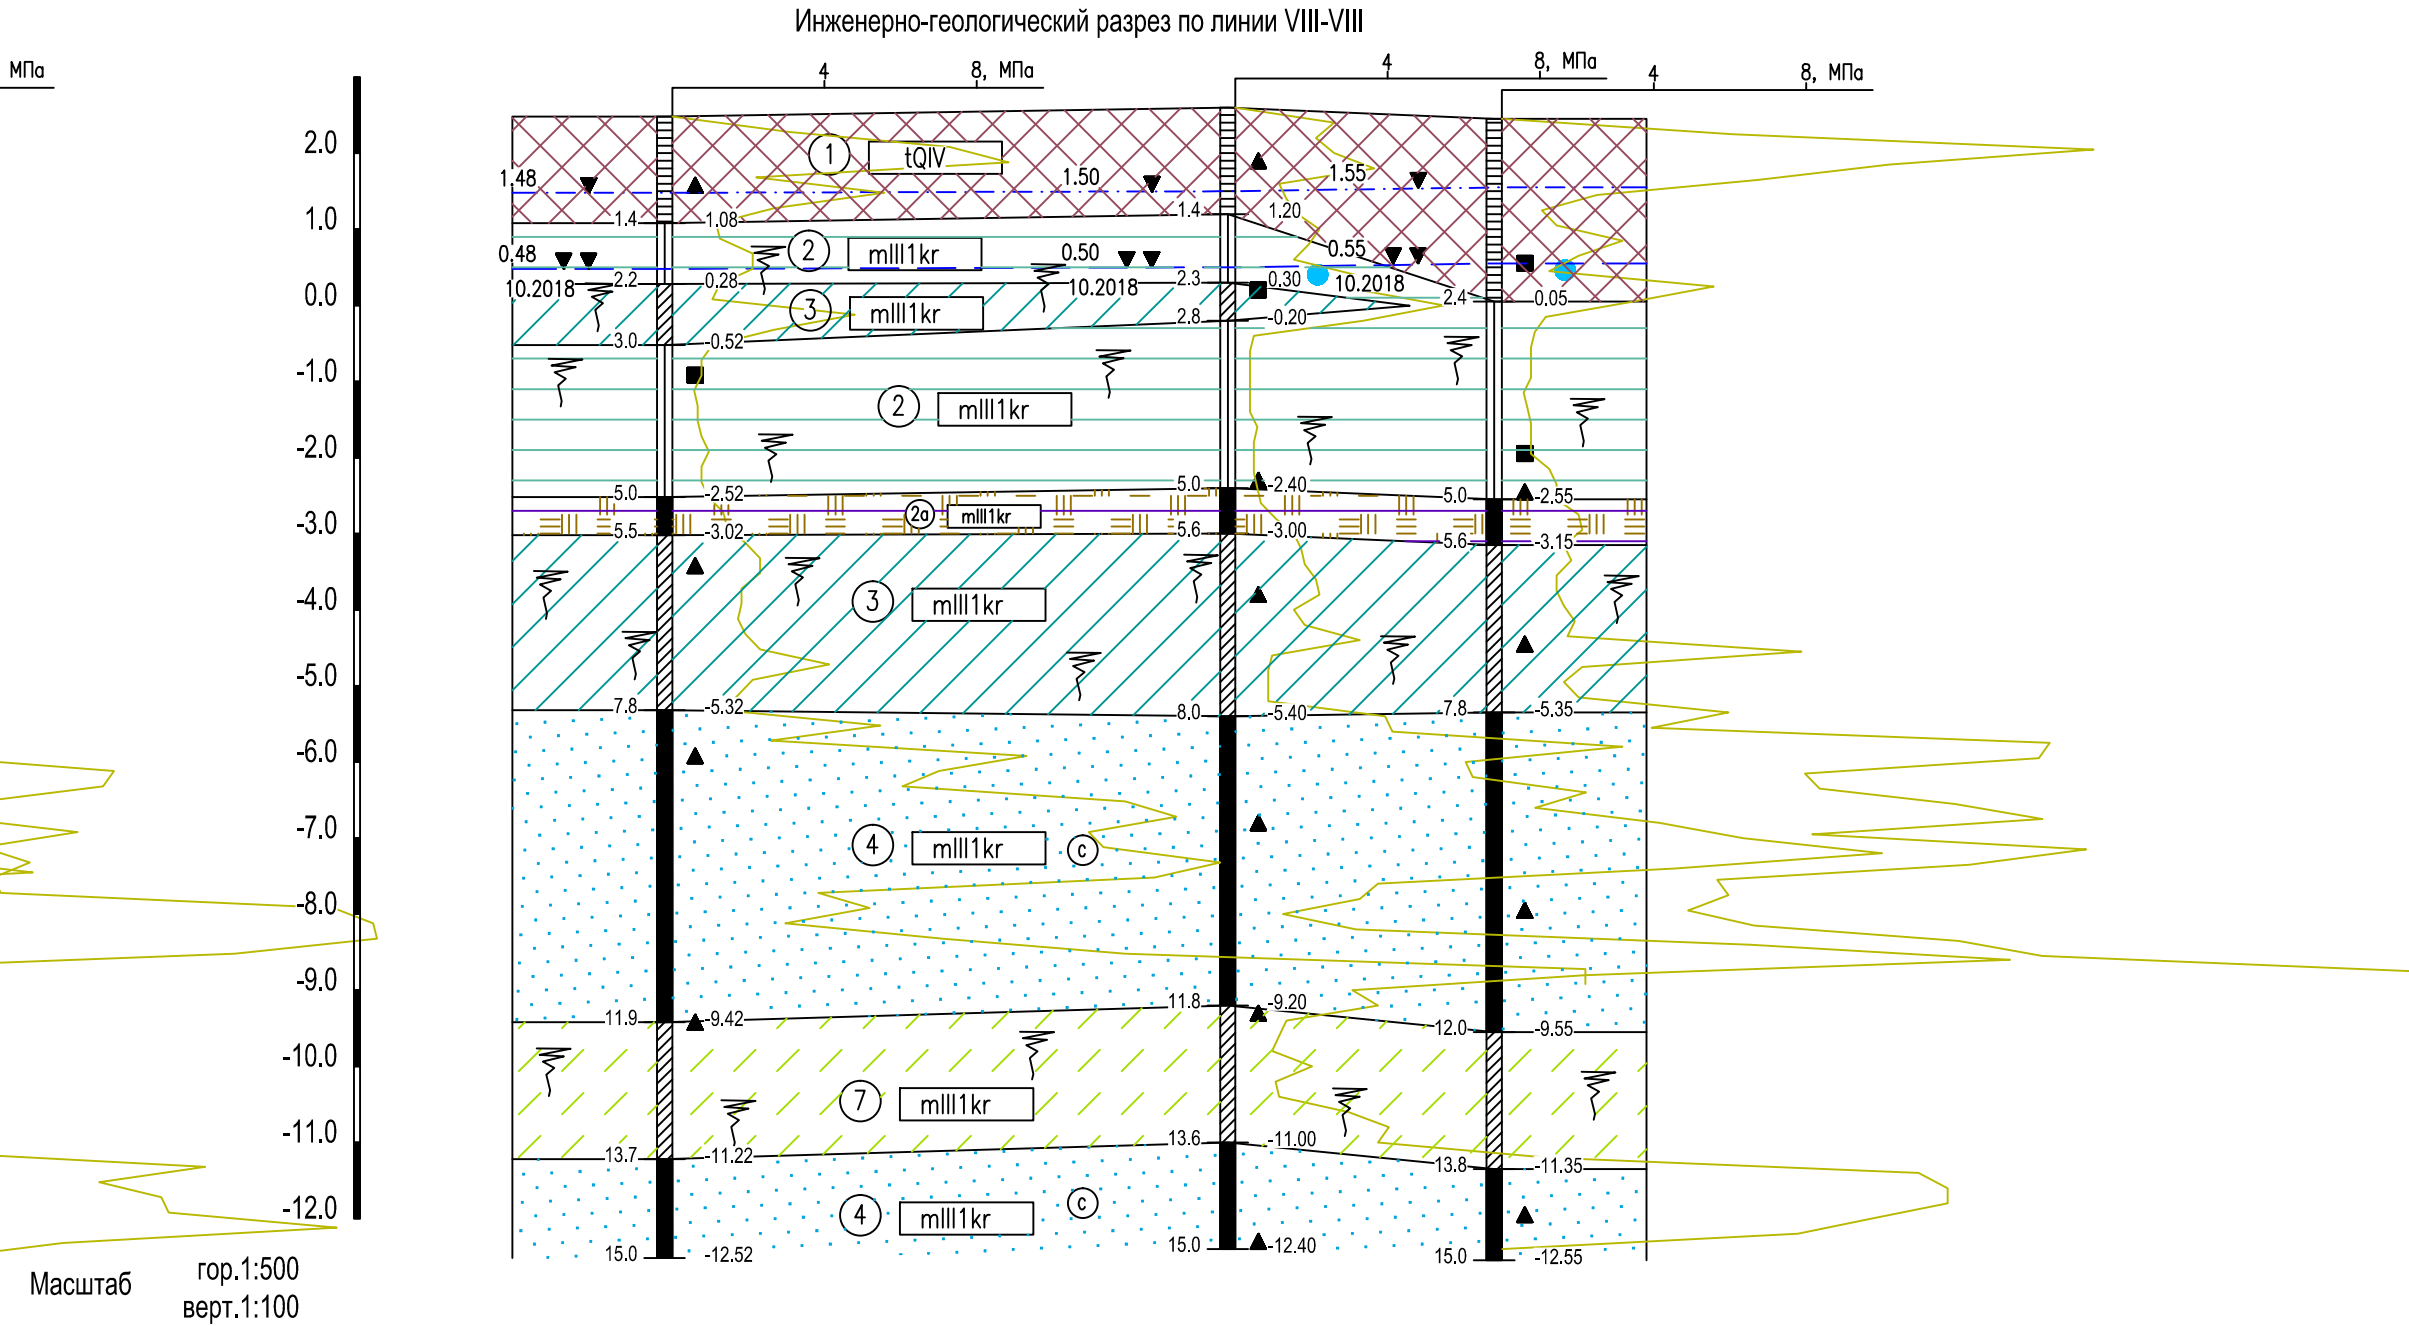 Инженерно-геологический разрез по линии VIII-VIII
МПа
4 8, МПа
4 8, МПа
4 8, МПа
2.0
1.0
0.0
-1.0
-2.0
-3.0
-4.0
-5.0
-6.0
-7.0
-8.0
-9.0
-10.0
-11.0
-12.0
1 tQIV
1.48 1.50 1.55
1.4 1.08 1.4 1.20
2 mIII1kr
0.48 0.50 0.55
2.2 0.28 2.3 0.30
10.2018 10.2018 10.2018
2.4 0.05
3 mIII1kr
2.8 -0.20
3.0 -0.52
2 mIII1kr
5.0 -2.52 5.0 -2.40 5.0 -2.55
2а mIII1kr
5.5 -3.02 5.6 -3.00 5.6 -3.15
3 mIII1kr
7.8 -5.32 8.0 -5.40 7.8 -5.35
4 mIII1kr с
11.9 -9.42 11.8 -9.20 12.0 -9.55
7 mIII1kr
13.7 -11.22 13.6 -11.00 13.8 -11.35
4 mIII1kr с
15.0 -12.52 15.0 -12.40 15.0 -12.55
Масштаб гор.1:500
верт.1:100